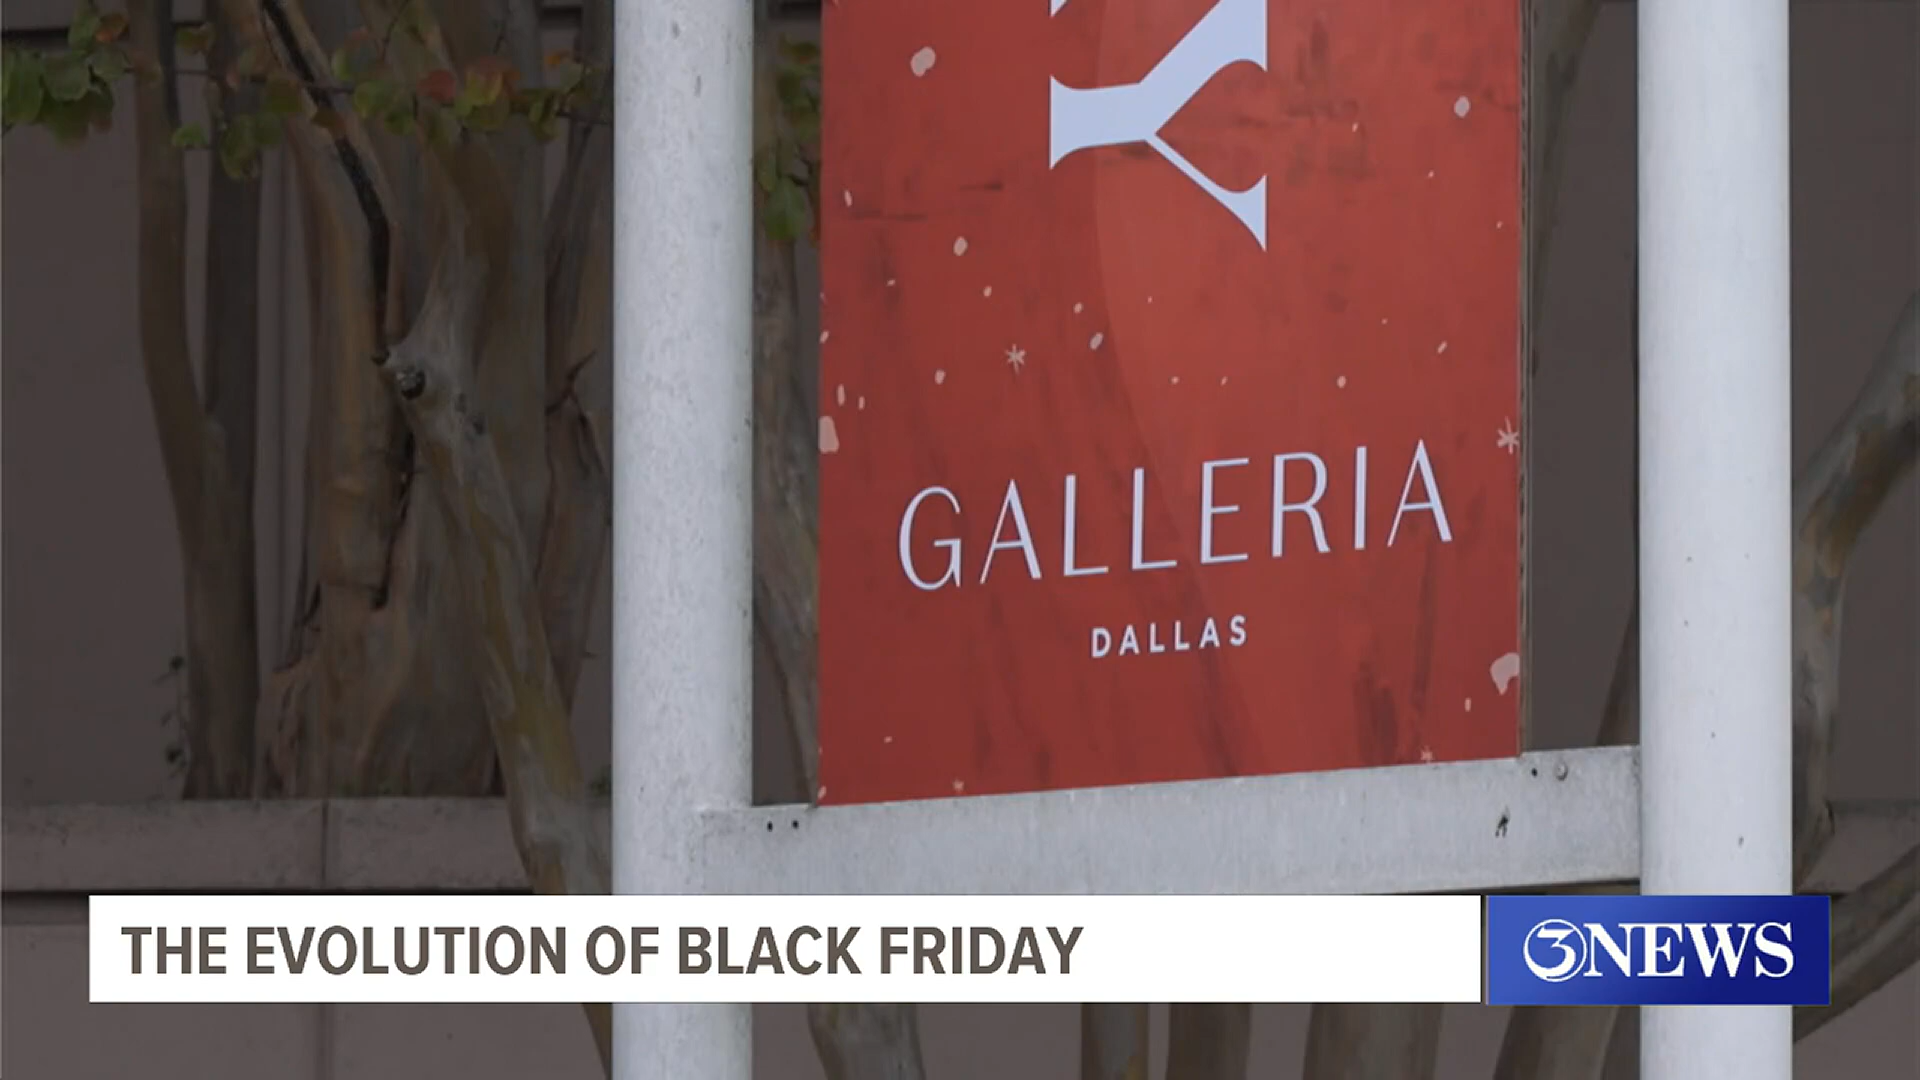 Y
GALLERIA
DALLAS
THE EVOLUTION OF BLACK FRIDAY
3NEWS